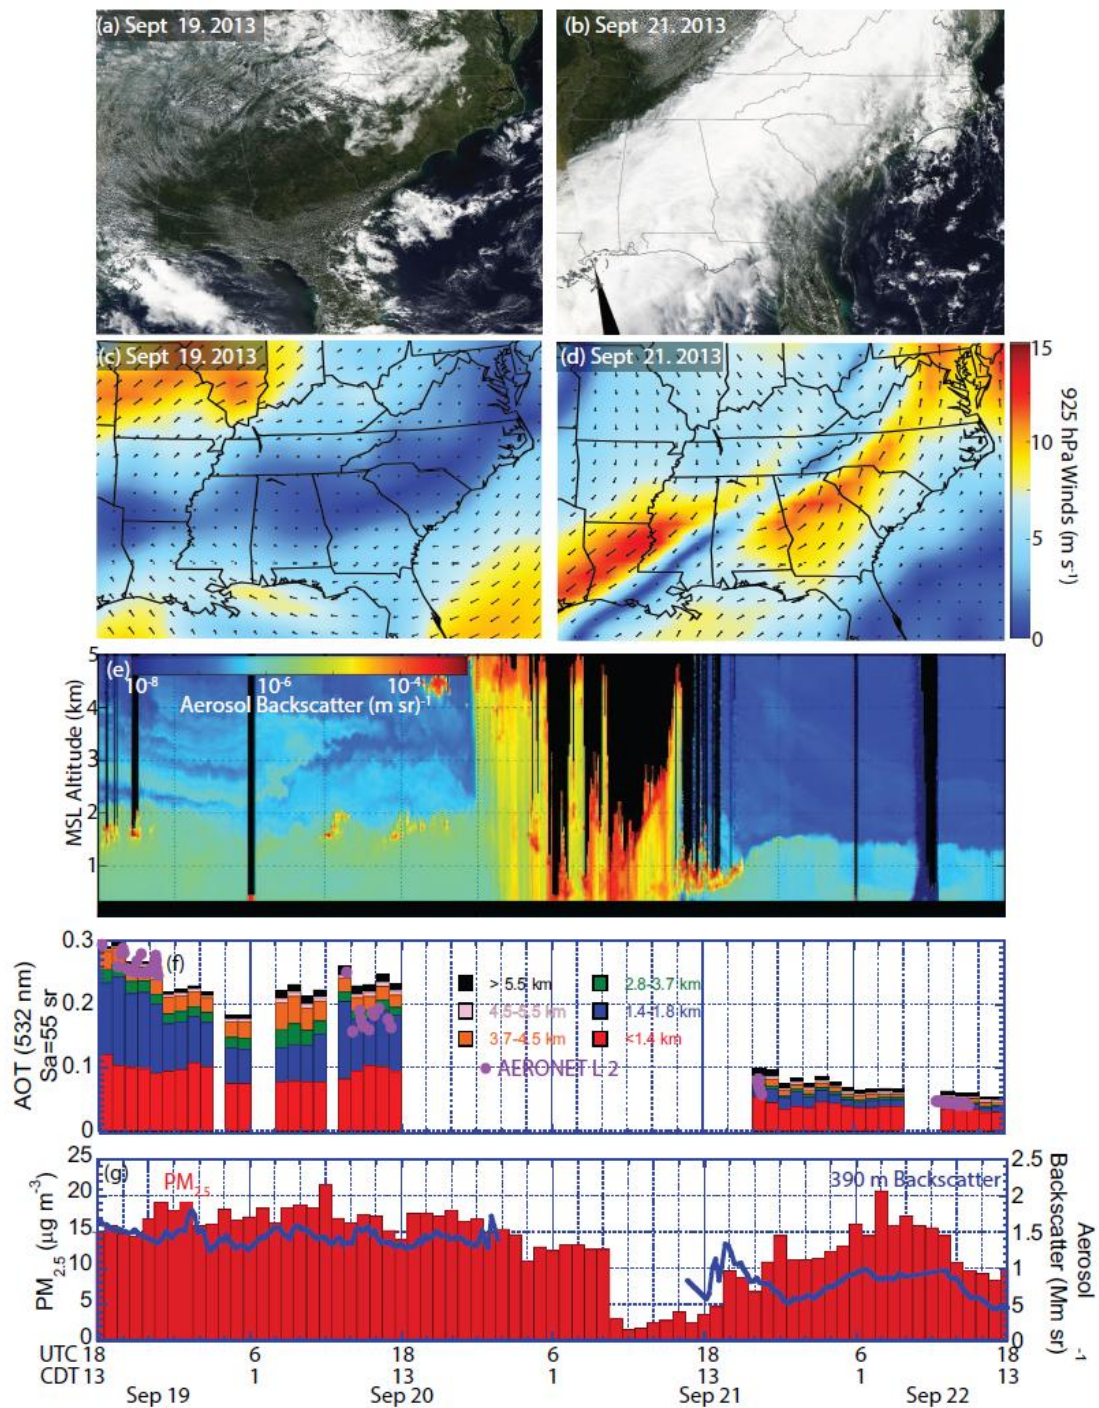 (a) Sept 19. 2013
(b) Sept 21. 2013
(c) Sept 19. 2013
(d) Sept 21. 2013
15
10
5
0
925 hPa Winds (m s⁻¹)
(e)
10⁻⁸
10⁻⁶
10⁻⁴
Aerosol Backscatter (m sr)⁻¹
MSL Altitude (km)
5
4
3
2
1
(f)
AOT (532 nm)
Sa=55 sr
0.3
0.2
0.1
0
> 5.5 km
2.8-3.7 km
4.5-5.5 km
1.4-1.8 km
3.7-4.5 km
<1.4 km
AERONET L 2
(g)
PM2.5
390 m Backscatter
PM2.5 (µg m⁻³)
25
20
15
10
5
0
2.5
2
1.5
1
5
0
Aerosol
Backscatter (Mm sr)⁻¹
UTC 18 6 18 6 18 6 18
CDT 13 1 13 1 13 1 13
Sep 19 Sep 20 Sep 21 Sep 22